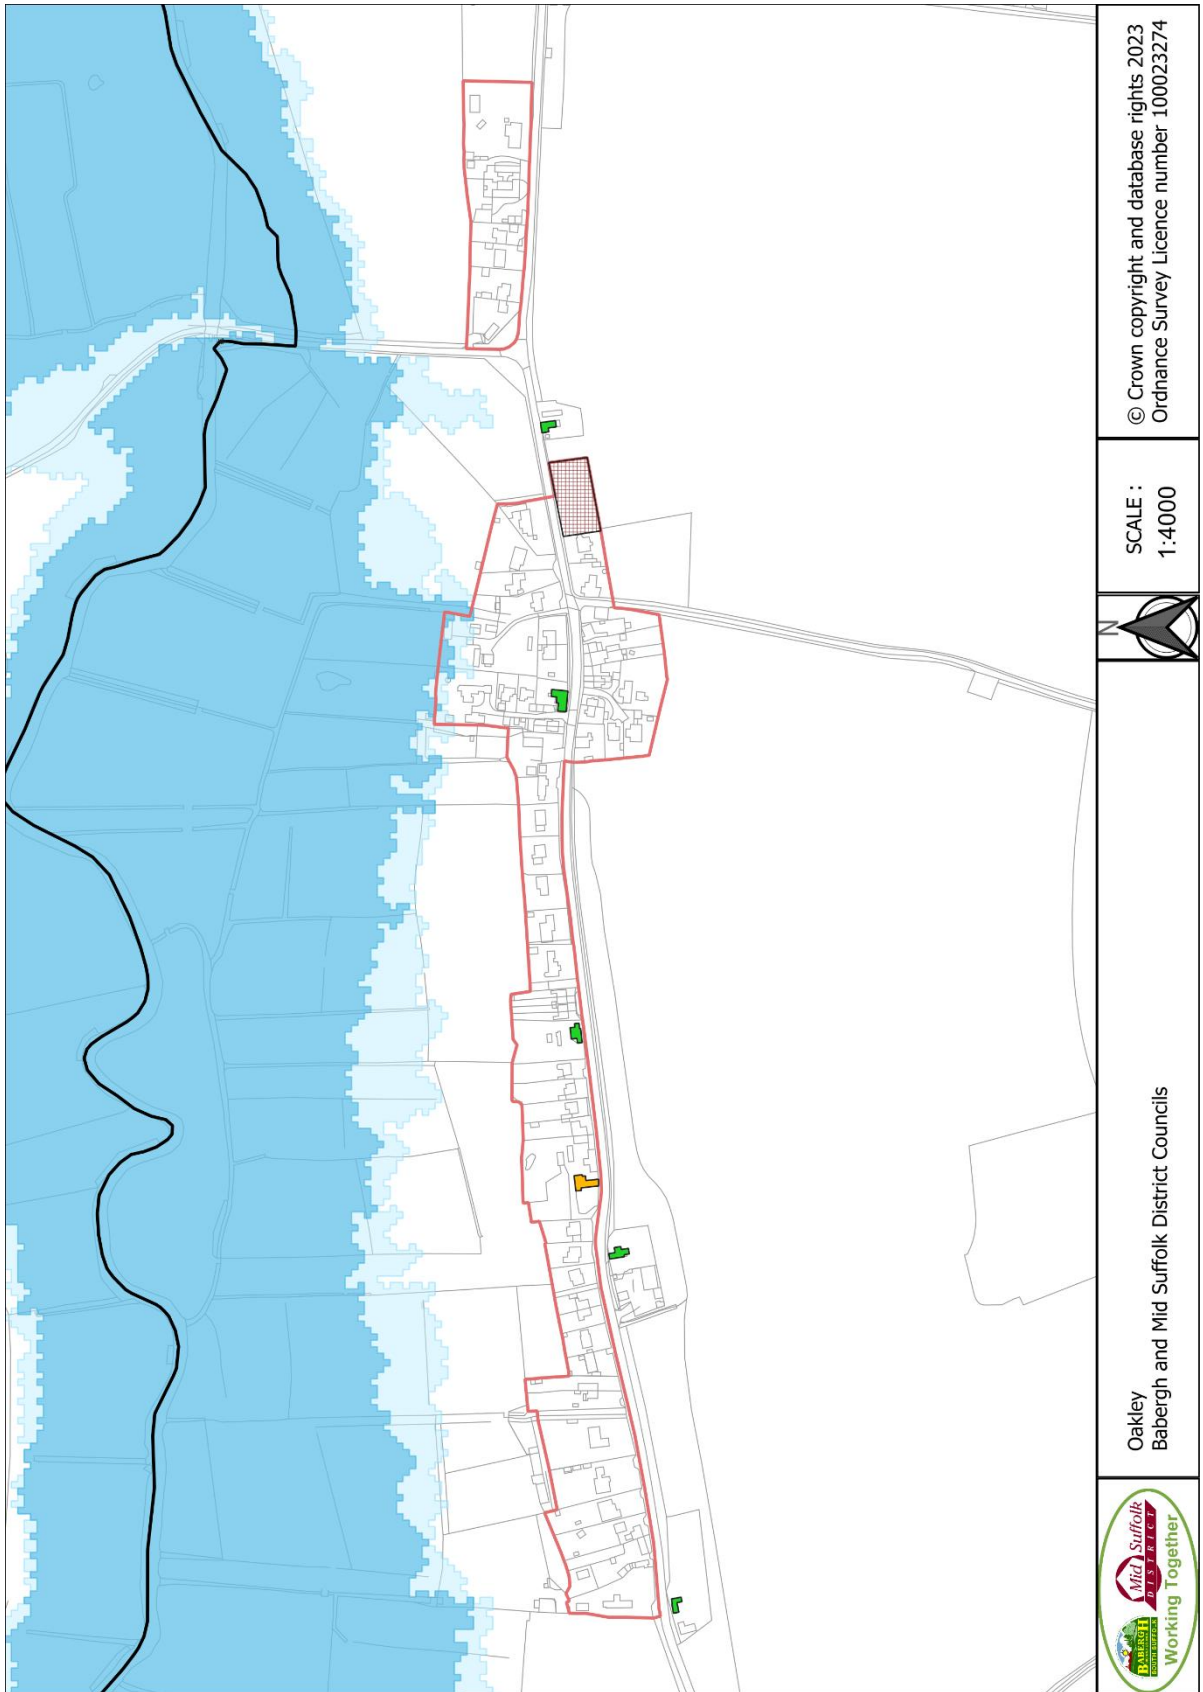 Oakley
Babergh and Mid Suffolk District Councils
N
SCALE :
1:4000
© Crown copyright and database rights 2023
Ordnance Survey Licence number 100023274
BABERGH
SOUTH SUFFOLK
Mid Suffolk
DISTRICT
Working Together